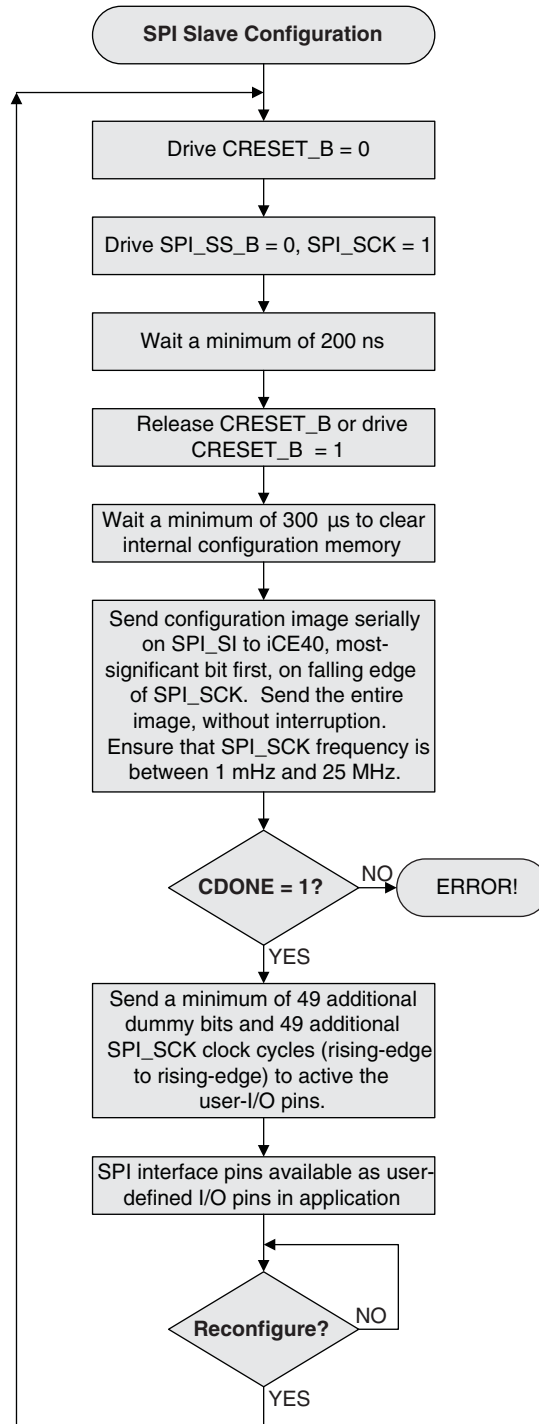 SPI Slave Configuration
Drive CRESET_B = 0
Drive SPI_SS_B = 0, SPI_SCK = 1
Wait a minimum of 200 ns
Release CRESET_B or drive
CRESET_B = 1
Wait a minimum of 300 µs to clear
internal configuration memory
Send configuration image serially
on SPI_SI to iCE40, most-
significant bit first, on falling edge
of SPI_SCK. Send the entire
image, without interruption.
Ensure that SPI_SCK frequency is
between 1 mHz and 25 MHz.
CDONE = 1?
NO
ERROR!
YES
Send a minimum of 49 additional
dummy bits and 49 additional
SPI_SCK clock cycles (rising-edge
to rising-edge) to active the
user-I/O pins.
SPI interface pins available as user-
defined I/O pins in application
Reconfigure?
NO
YES